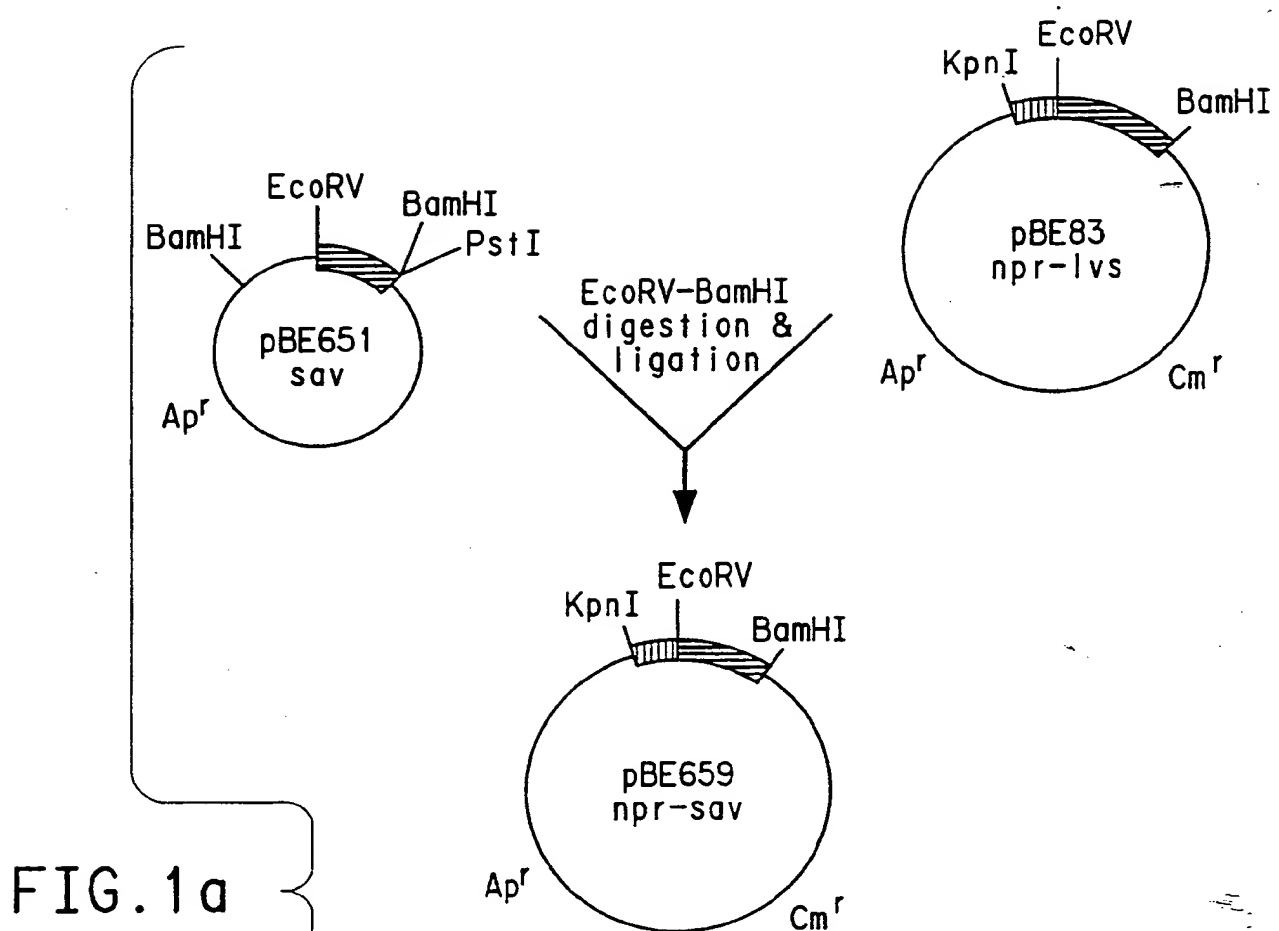 EcoRV
KpnI
BamHI
pBE83
npr-lvs
Apʳ
Cmʳ
EcoRV
BamHI
BamHI
PstI
pBE651
sav
Apʳ
EcoRV-BamHI
digestion &
ligation
EcoRV
KpnI
BamHI
pBE659
npr-sav
Apʳ
Cmʳ
FIG.1a